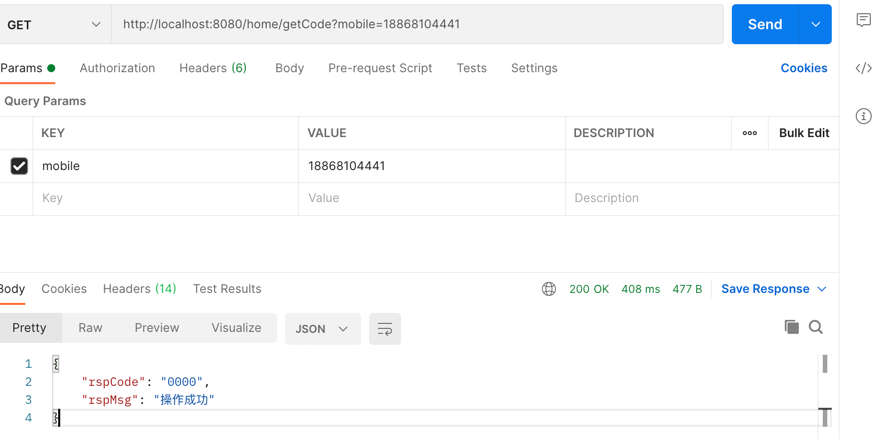 GET http://localhost:8080/home/getCode?mobile=18868104441 Send
Params Authorization Headers (6) Body Pre-request Script Tests Settings Cookies
Query Params
KEY VALUE DESCRIPTION Bulk Edit
mobile 18868104441
Key Value Description
Body Cookies Headers (14) Test Results 200 OK 408 ms 477 B Save Response
Pretty Raw Preview Visualize JSON
1 {
2 "rspCode": "0000",
3 "rspMsg": "操作成功"
4 }